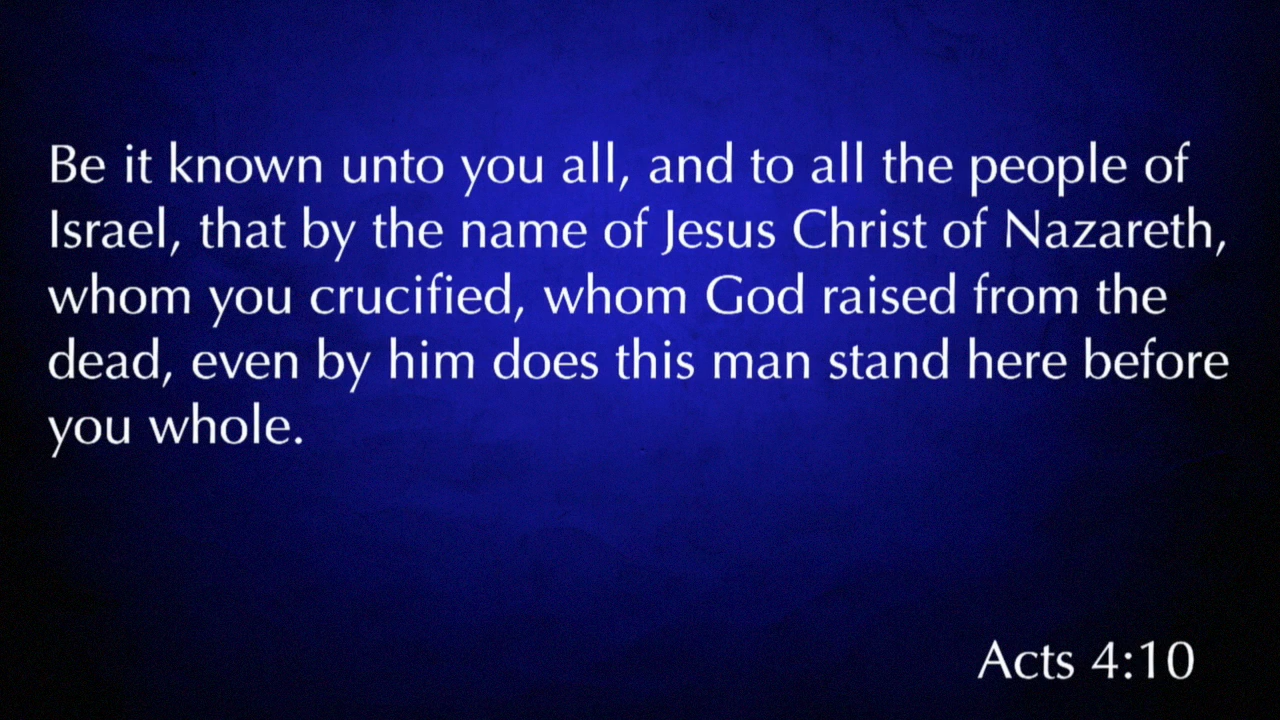 Be it known unto you all, and to all the people of
Israel, that by the name of Jesus Christ of Nazareth,
whom you crucified, whom God raised from the
dead, even by him does this man stand here before
you whole.
Acts 4:10